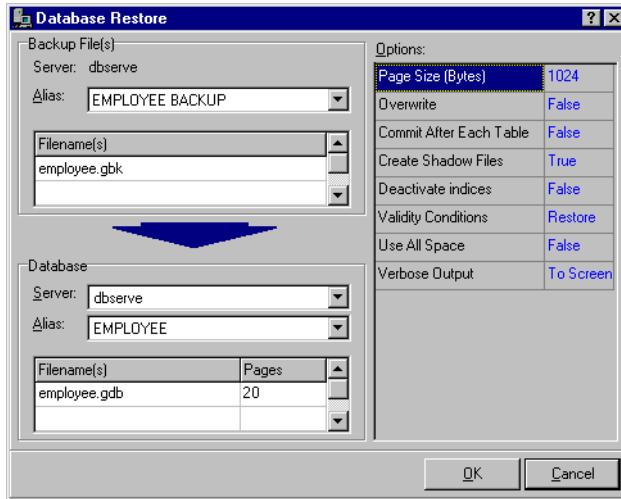 Database Restore
Backup File(s)
Server: dbserve
Alias: EMPLOYEE BACKUP
Filename(s)
employee.gbk
Database
Server: dbserve
Alias: EMPLOYEE
Filename(s) Pages
employee.gdb 20
Options:
Page Size (Bytes) 1024
Overwrite False
Commit After Each Table False
Create Shadow Files True
Deactivate indices False
Validity Conditions Restore
Use All Space False
Verbose Output To Screen
OK Cancel